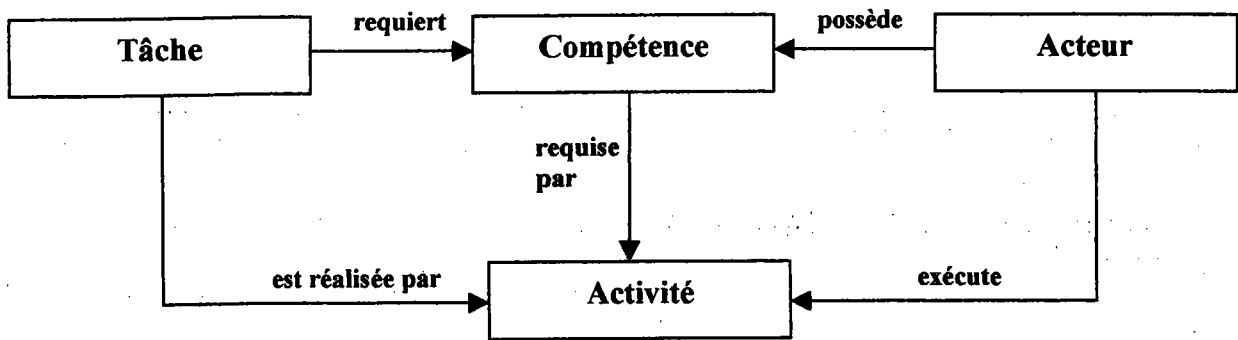 requiert
possède
Tâche
Compétence
Acteur
requise
par
est réalisée par
exécute
Activité